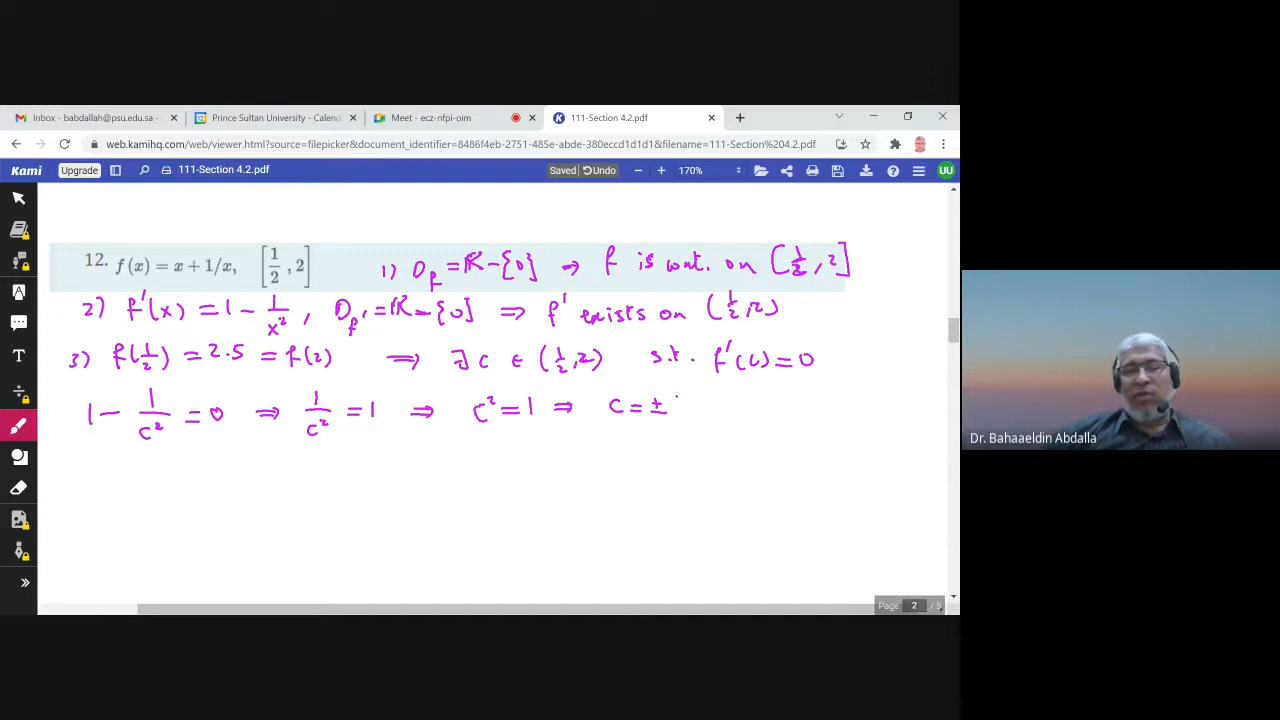 Inbox - babdallah@psu.edu.sa - Prince Sultan University - Calend Meet - ecz-nfpi-oim 111-Section 4.2.pdf
web.kamihq.com/web/viewer.html?source=filepicker&document_identifier=8486f4eb-2751-485e-abde-380eccd1d1d1&filename=111-Section%204.2.pdf
Kami Upgrade 111-Section 4.2.pdf Saved Undo 170% UU
12. f(x) = x + 1/x, [1/2, 2] 1) D_f = R - {0} ⇒ f is cont. on [1/2, 2]
2) f'(x) = 1 - 1/x², D_f' = R - {0} ⇒ f' exists on (1/2, 2)
3) f(1/2) = 2.5 = f(2) ⇒ ∃ c ∈ (1/2, 2) s.t. f'(c) = 0
1 - 1/c² = 0 ⇒ 1/c² = 1 ⇒ c² = 1 ⇒ c = ±
Dr. Bahaaeldin Abdalla
Page 2 / 5